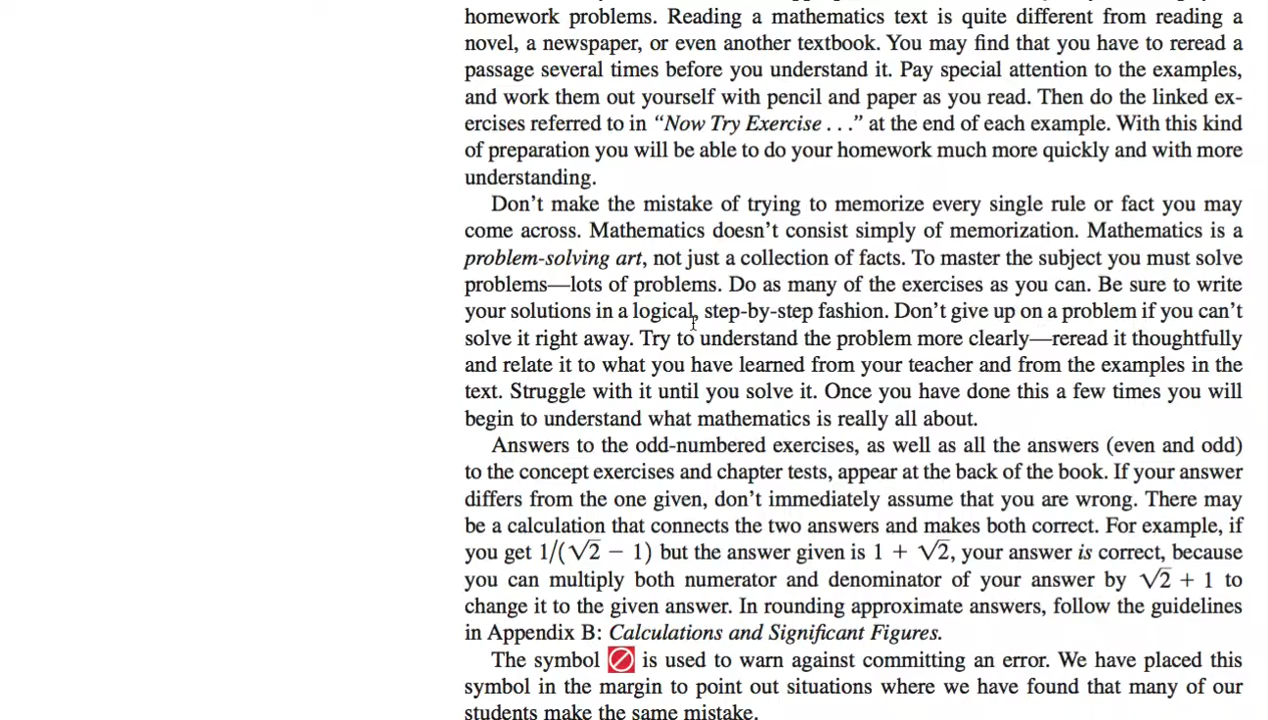 homework problems. Reading a mathematics text is quite different from reading a
novel, a newspaper, or even another textbook. You may find that you have to reread a
passage several times before you understand it. Pay special attention to the examples,
and work them out yourself with pencil and paper as you read. Then do the linked ex-
ercises referred to in “Now Try Exercise . . .” at the end of each example. With this kind
of preparation you will be able to do your homework much more quickly and with more
understanding.
Don’t make the mistake of trying to memorize every single rule or fact you may
come across. Mathematics doesn’t consist simply of memorization. Mathematics is a
problem-solving art, not just a collection of facts. To master the subject you must solve
problems—lots of problems. Do as many of the exercises as you can. Be sure to write
your solutions in a logical, step-by-step fashion. Don’t give up on a problem if you can’t
solve it right away. Try to understand the problem more clearly—reread it thoughtfully
and relate it to what you have learned from your teacher and from the examples in the
text. Struggle with it until you solve it. Once you have done this a few times you will
begin to understand what mathematics is really all about.
Answers to the odd-numbered exercises, as well as all the answers (even and odd)
to the concept exercises and chapter tests, appear at the back of the book. If your answer
differs from the one given, don’t immediately assume that you are wrong. There may
be a calculation that connects the two answers and makes both correct. For example, if
you get 1/(√2 − 1) but the answer given is 1 + √2, your answer is correct, because
you can multiply both numerator and denominator of your answer by √2 + 1 to
change it to the given answer. In rounding approximate answers, follow the guidelines
in Appendix B: Calculations and Significant Figures.
The symbol is used to warn against committing an error. We have placed this
symbol in the margin to point out situations where we have found that many of our
students make the same mistake.